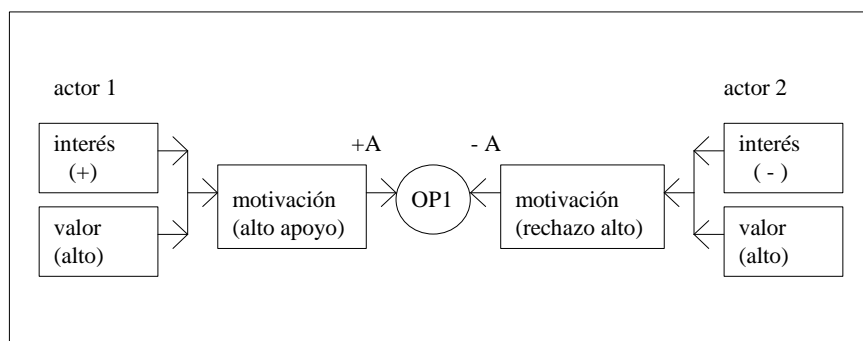 actor 1
actor 2
interés
(+)
valor
(alto)
motivación
(alto apoyo)
+A
OP1
- A
motivación
(rechazo alto)
interés
( - )
valor
(alto)